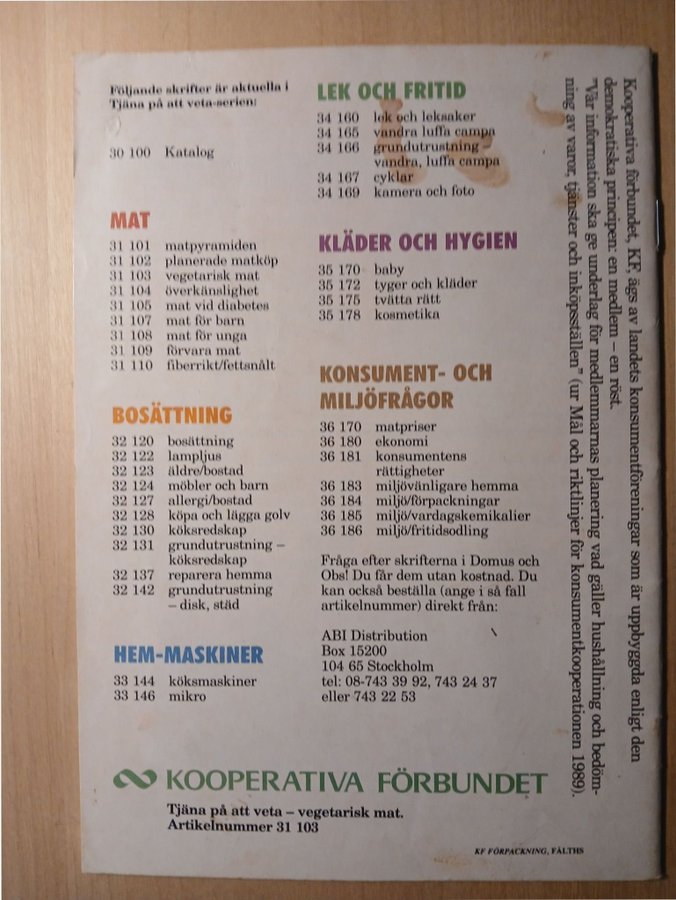 Följande skrifter är aktuella i
Tjäna på att veta-serien:
30 100 Katalog
MAT
31 101 matpyramiden
31 102 planerade matköp
31 103 vegetarisk mat
31 104 överkänslighet
31 105 mat vid diabetes
31 107 mat för barn
31 108 mat för unga
31 109 förvara mat
31 110 fiberrikt/fettsnålt
BOSÄTTNING
32 120 bosättning
32 122 lampljus
32 123 äldre/bostad
32 124 möbler och barn
32 127 allergi/bostad
32 128 köpa och lägga golv
32 130 köksredskap
32 131 grundutrustning –
köksredskap
32 137 reparera hemma
32 142 grundutrustning
– disk, städ
HEM-MASKINER
33 144 köksmaskiner
33 146 mikro
LEK OCH FRITID
34 160 lek och leksaker
34 165 vandra luffa campa
34 166 grundutrustning –
vandra, luffa campa
34 167 cyklar
34 169 kamera och foto
KLÄDER OCH HYGIEN
35 170 baby
35 172 tyger och kläder
35 175 tvätta rätt
35 178 kosmetika
KONSUMENT- OCH
MILJÖFRÅGOR
36 170 matpriser
36 180 ekonomi
36 181 konsumentens
rättigheter
36 183 miljövänligare hemma
36 184 miljö/förpackningar
36 185 miljö/vardagskemikalier
36 186 miljö/fritidsodling
Fråga efter skrifterna i Domus och
Obs! Du får dem utan kostnad. Du
kan också beställa (ange i så fall
artikelnummer) direkt från:
ABI Distribution
Box 15200
104 65 Stockholm
tel: 08-743 39 92, 743 24 37
eller 743 22 53
Kooperativa förbundet, KF, ägs av landets konsumentföreningar som är uppbyggda enligt den
demokratiska principen: en medlem – en röst.
"Vår information ska ge underlag för medlemmarnas planering vad gäller hushållning och bedöm-
ning av varor, tjänster och inköpsställen" (ur Mål och riktlinjer för konsumentkooperationen 1989).
KOOPERATIVA FÖRBUNDET
Tjäna på att veta – vegetarisk mat.
Artikelnummer 31 103
KF FÖRPACKNING, FÄLTHS